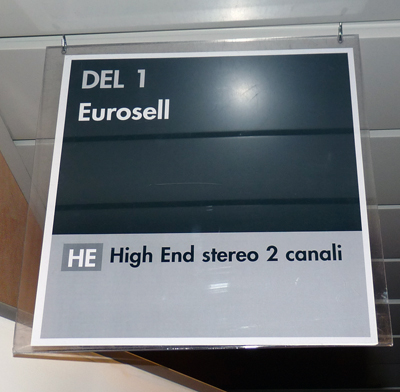 DEL 1
Eurosell
HE High End stereo 2 canali